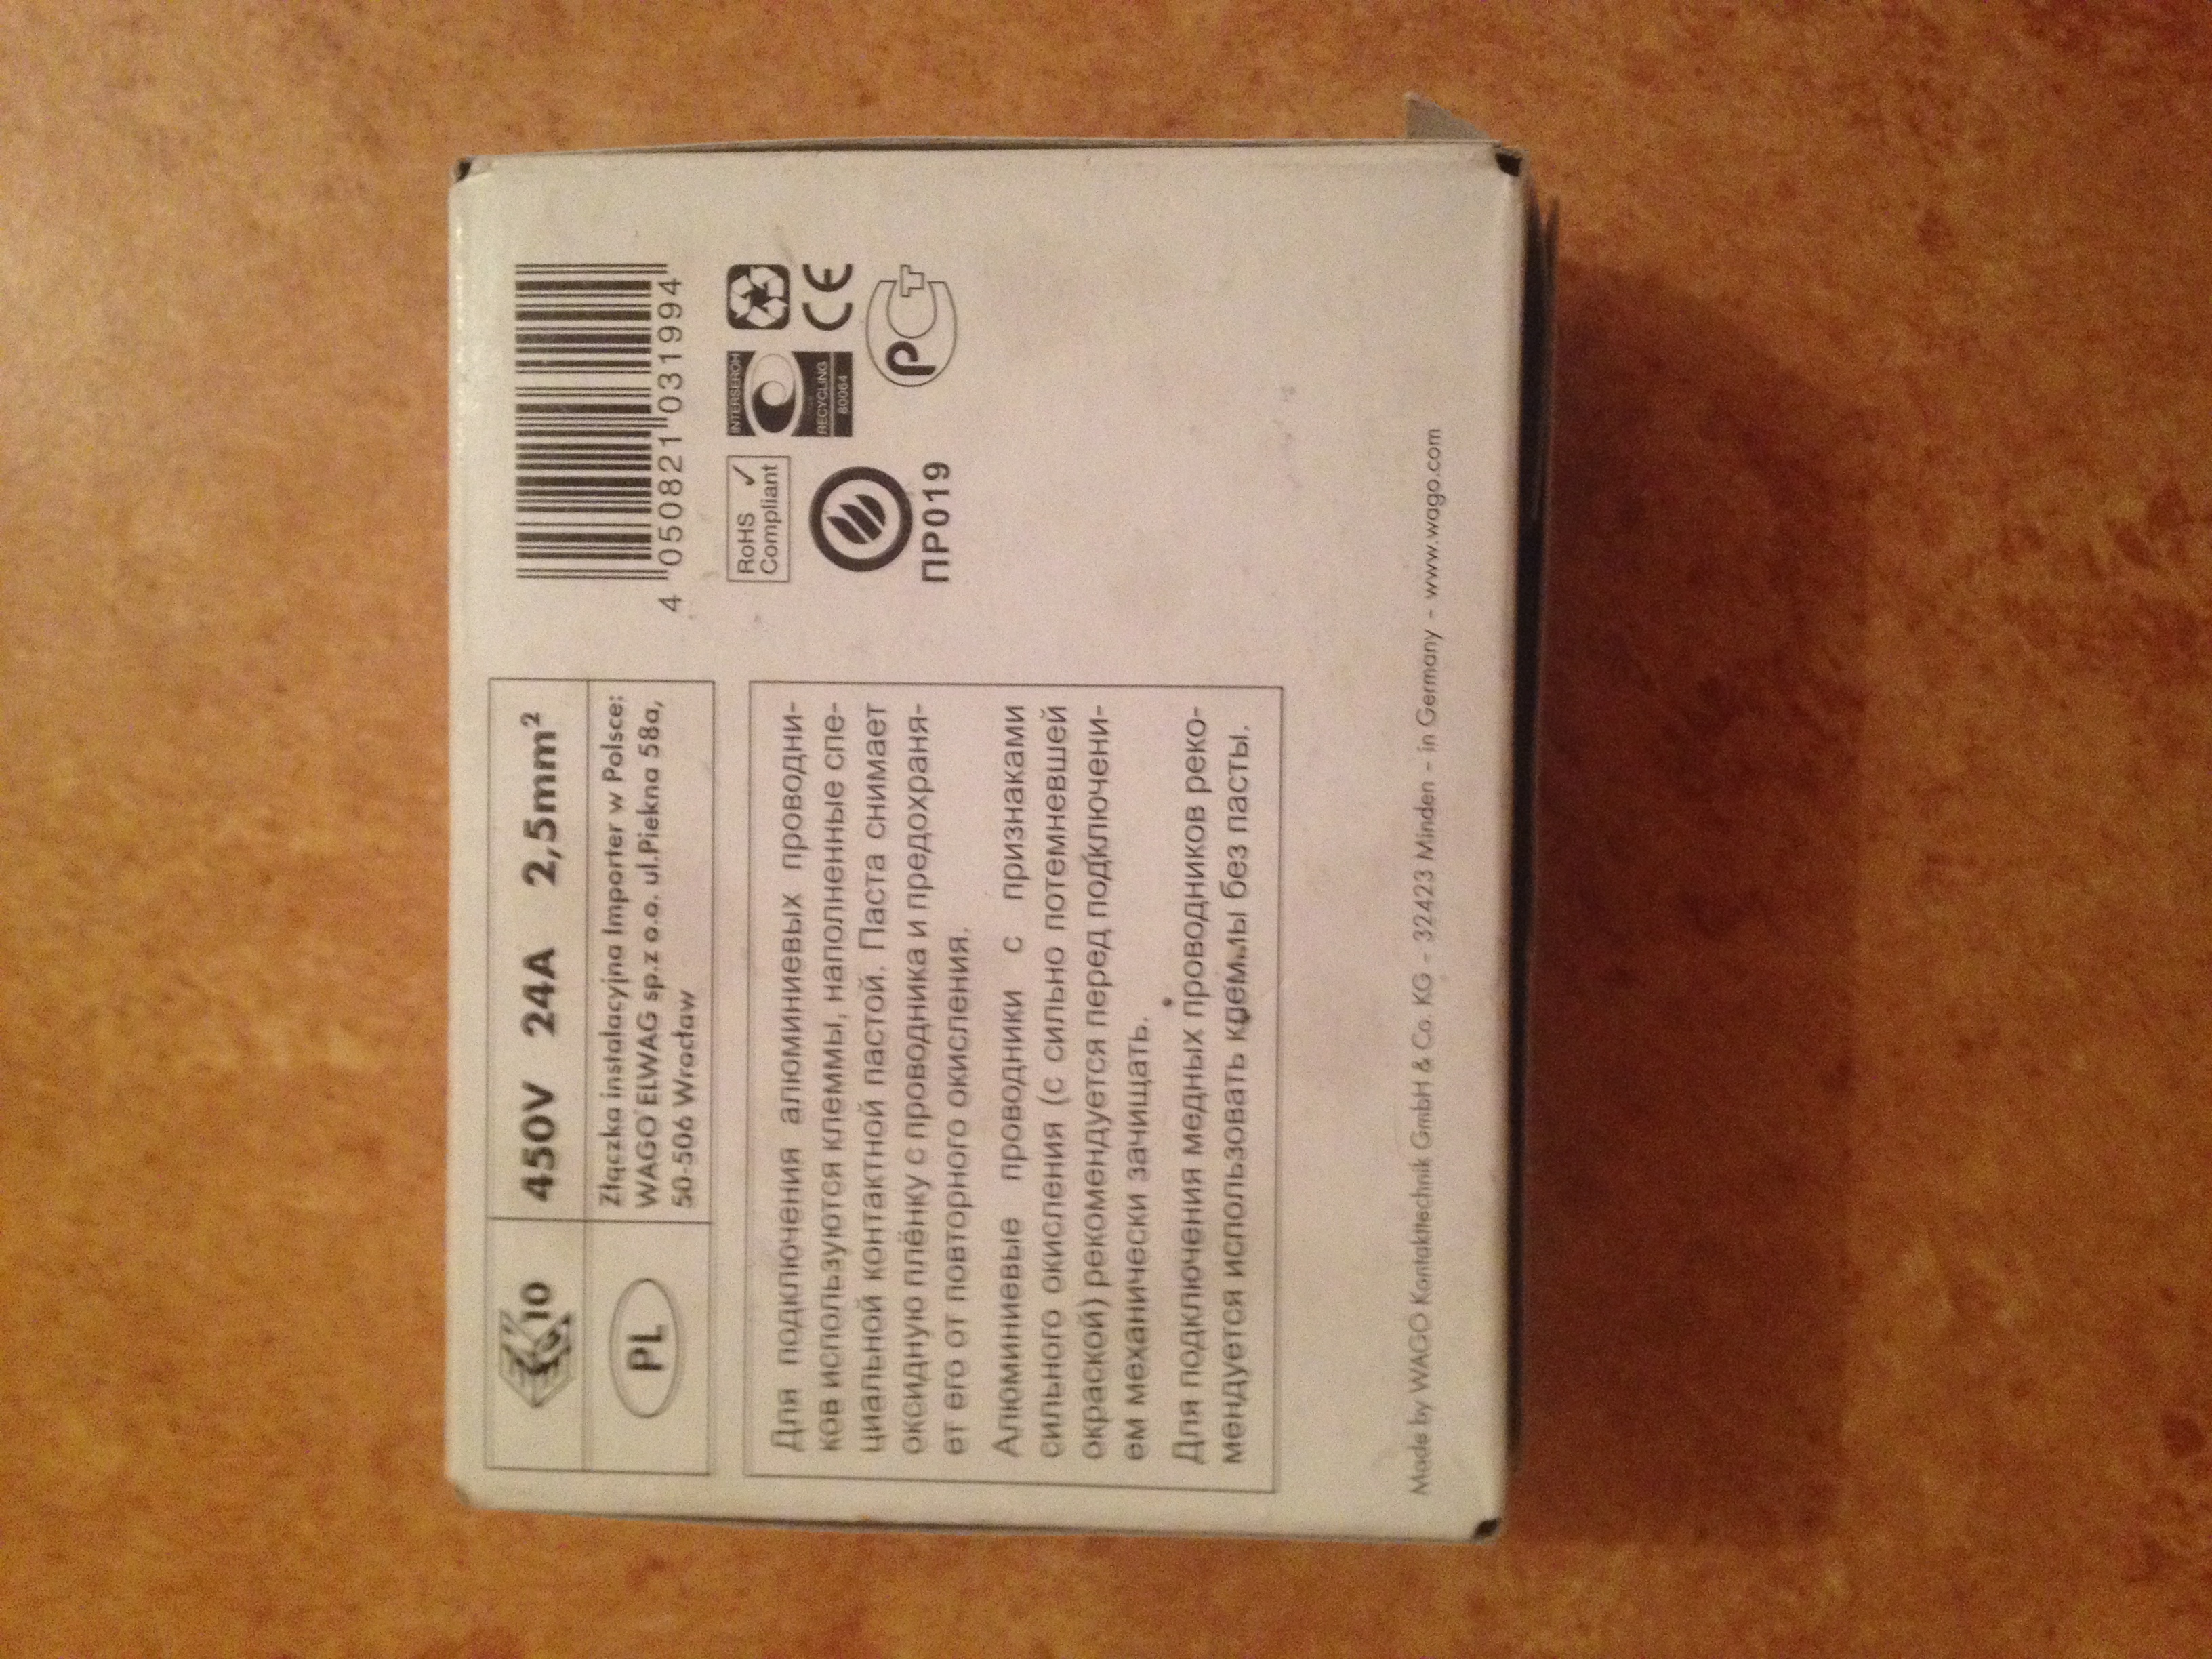 10
450V 24A 2,5mm²
PL
Złączka instalacyjna Importer w Polsce:
WAGO ELWAG sp.z o.o. ul.Piekna 58a,
50-506 Wrocław
4 050821 031994
RoHS ✓
Compliant
INTERSEROH
RECYCLING
80064
CE
ПР019
РСТ
Для подключения алюминиевых проводни-
ков используются клеммы, наполненные спе-
циальной контактной пастой. Паста снимает
оксидную плёнку с проводника и предохраня-
ет его от повторного окисления.
Алюминиевые проводники с признаками
сильного окисления (с сильно потемневшей
окраской) рекомендуется перед подключени-
ем механически зачищать.
Для подключения медных проводников реко-
мендуется использовать клеммы без пасты.
Made by WAGO Kontakttechnik GmbH & Co. KG - 32423 Minden - in Germany - www.wago.com